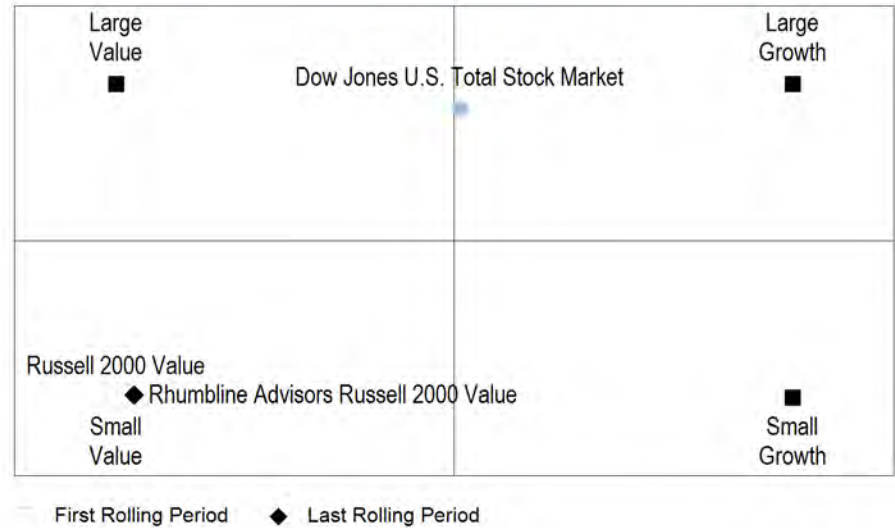 Large
Value
Large
Growth
Dow Jones U.S. Total Stock Market
Russell 2000 Value
Rhumbline Advisors Russell 2000 Value
Small
Value
Small
Growth
First Rolling Period
Last Rolling Period